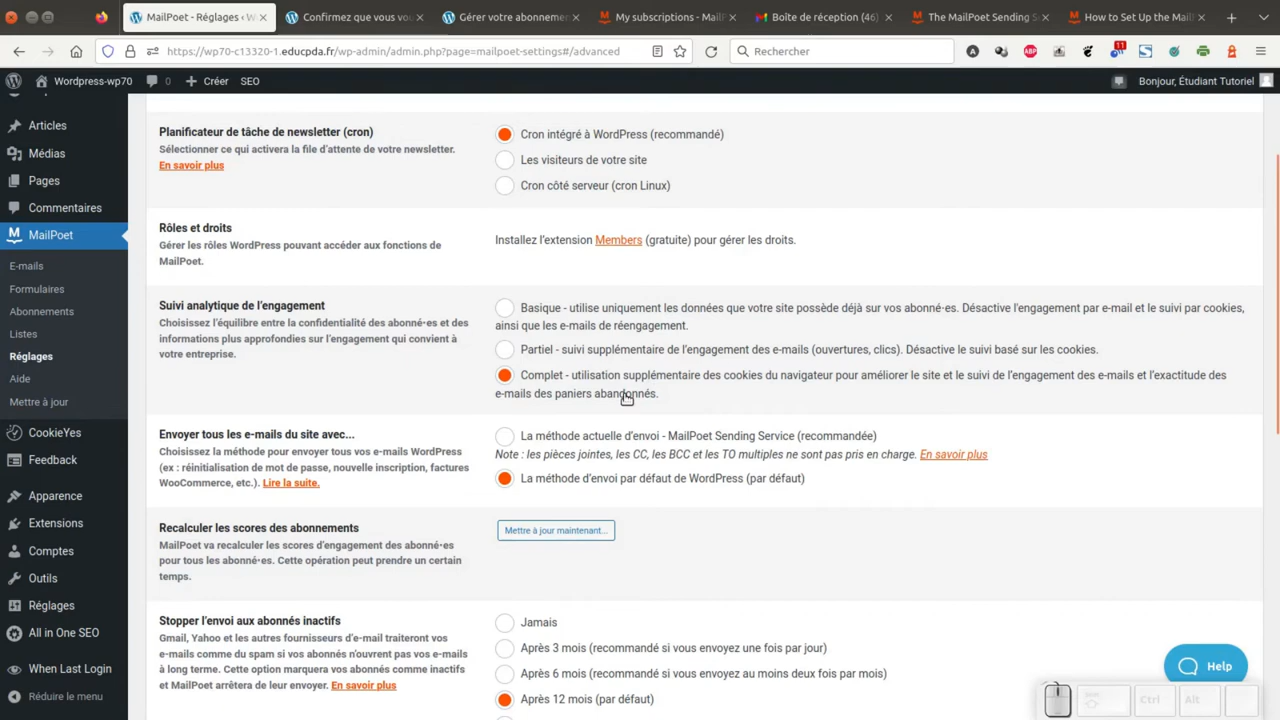 MailPoet - Réglages ‹ W
Confirmez que vous vo
Gérer votre abonnemen
My subscriptions - MailP
Boîte de réception (46)
The MailPoet Sending S
How to Set Up the Mail
https://wp70-c13320-1.educpda.fr/wp-admin/admin.php?page=mailpoet-settings#/advanced
Rechercher
ABP
11
Wordpress-wp70
0
Créer
SEO
Bonjour, Étudiant Tutoriel
Articles
Médias
Pages
Commentaires
MailPoet
E-mails
Formulaires
Abonnements
Listes
Réglages
Aide
Mettre à jour
CookieYes
Feedback
Apparence
Extensions
Comptes
Outils
Réglages
All in One SEO
When Last Login
Réduire le menu
Planificateur de tâche de newsletter (cron)
Sélectionner ce qui activera la file d'attente de votre newsletter.
En savoir plus
Cron intégré à WordPress (recommandé)
Les visiteurs de votre site
Cron côté serveur (cron Linux)
Rôles et droits
Gérer les rôles WordPress pouvant accéder aux fonctions de
MailPoet.
Installez l'extension Members (gratuite) pour gérer les droits.
Suivi analytique de l'engagement
Choisissez l'équilibre entre la confidentialité des abonné·es et des
informations plus approfondies sur l'engagement qui convient à
votre entreprise.
Basique - utilise uniquement les données que votre site possède déjà sur vos abonné·es. Désactive l'engagement par e-mail et le suivi par cookies,
ainsi que les e-mails de réengagement.
Partiel - suivi supplémentaire de l'engagement des e-mails (ouvertures, clics). Désactive le suivi basé sur les cookies.
Complet - utilisation supplémentaire des cookies du navigateur pour améliorer le site et le suivi de l'engagement des e-mails et l'exactitude des
e-mails des paniers abandonnés.
Envoyer tous les e-mails du site avec...
Choisissez la méthode pour envoyer tous vos e-mails WordPress
(ex : réinitialisation de mot de passe, nouvelle inscription, factures
WooCommerce, etc.). Lire la suite.
La méthode actuelle d'envoi - MailPoet Sending Service (recommandée)
Note : les pièces jointes, les CC, les BCC et les TO multiples ne sont pas pris en charge. En savoir plus
La méthode d'envoi par défaut de WordPress (par défaut)
Recalculer les scores des abonnements
MailPoet va recalculer les scores d'engagement des abonné·es
pour tous les abonné·es. Cette opération peut prendre un certain
temps.
Mettre à jour maintenant...
Stopper l'envoi aux abonnés inactifs
Gmail, Yahoo et les autres fournisseurs d'e-mail traiteront vos
e-mails comme du spam si vos abonnés n'ouvrent pas vos e-mails
à long terme. Cette option marquera vos abonnés comme inactifs
et MailPoet arrêtera de leur envoyer. En savoir plus
Jamais
Après 3 mois (recommandé si vous envoyez une fois par jour)
Après 6 mois (recommandé si vous envoyez au moins deux fois par mois)
Après 12 mois (par défaut)
Help
Ctrl
Alt